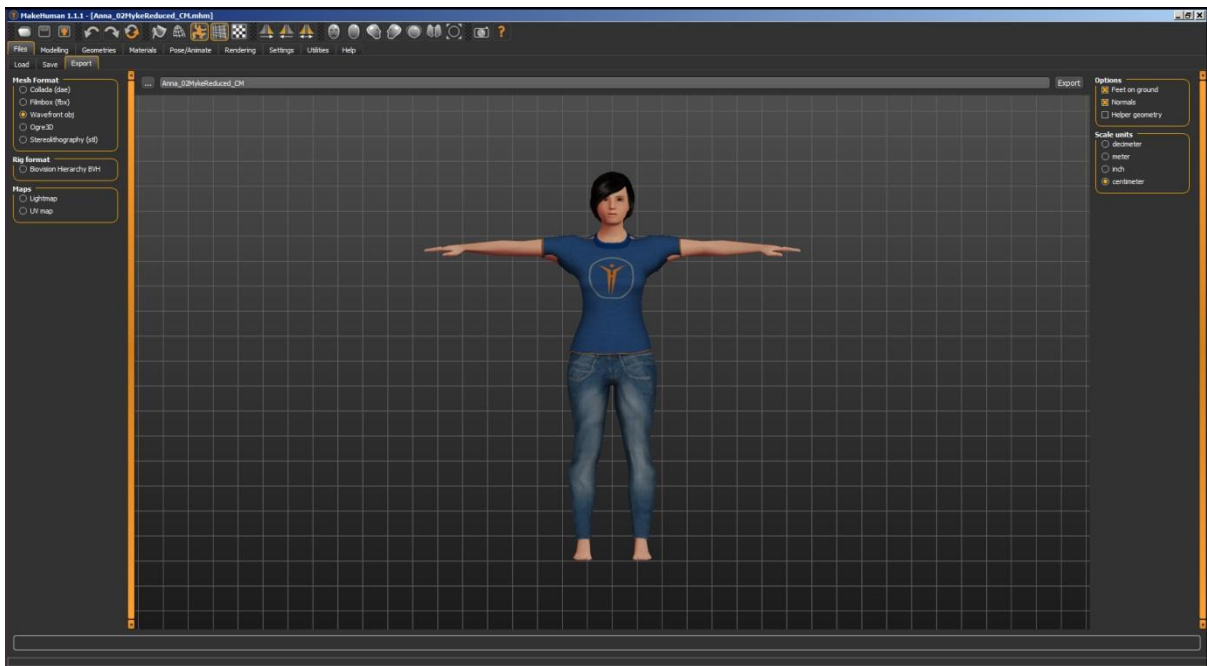 MakeHuman 1.1.1 - [Anna_02MykeReduced_CM.mhm]
?
Files Modelling Geometries Materials Pose/Animate Rendering Settings Utilities Help
Load Save Export
Mesh Format
Collada (dae)
Filmbox (fbx)
Wavefront obj
Ogre3D
Stereolithography (stl)
Rig format
Biovision Hierarchy BVH
Maps
Lightmap
UV map
... Anna_02MykeReduced_CM Export
Options
Feet on ground
Normals
Helper geometry
Scale units
decimeter
meter
inch
centimeter